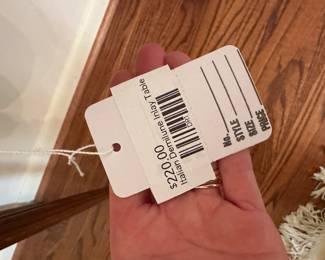 $220.00
Italian Demilune Inlay Table
No.
STYLE
SIZE
PRICE